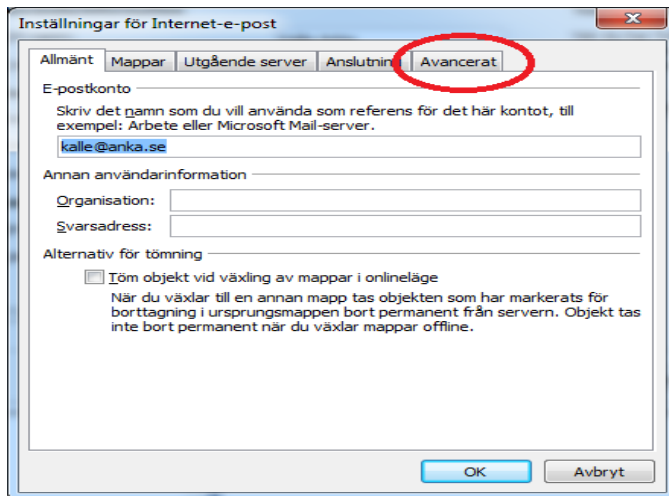 Inställningar för Internet-e-post
Allmänt Mappar Utgående server Anslutning Avancerat
E-postkonto
Skriv det namn som du vill använda som referens för det här kontot, till
exempel: Arbete eller Microsoft Mail-server.
kalle@anka.se
Annan användarinformation
Organisation:
Svarsadress:
Alternativ för tömning
Töm objekt vid växling av mappar i onlineläge
När du växlar till en annan mapp tas objekten som har markerats för
borttagning i ursprungsmappen bort permanent från servern. Objekt tas
inte bort permanent när du växlar mappar offline.
OK Avbryt